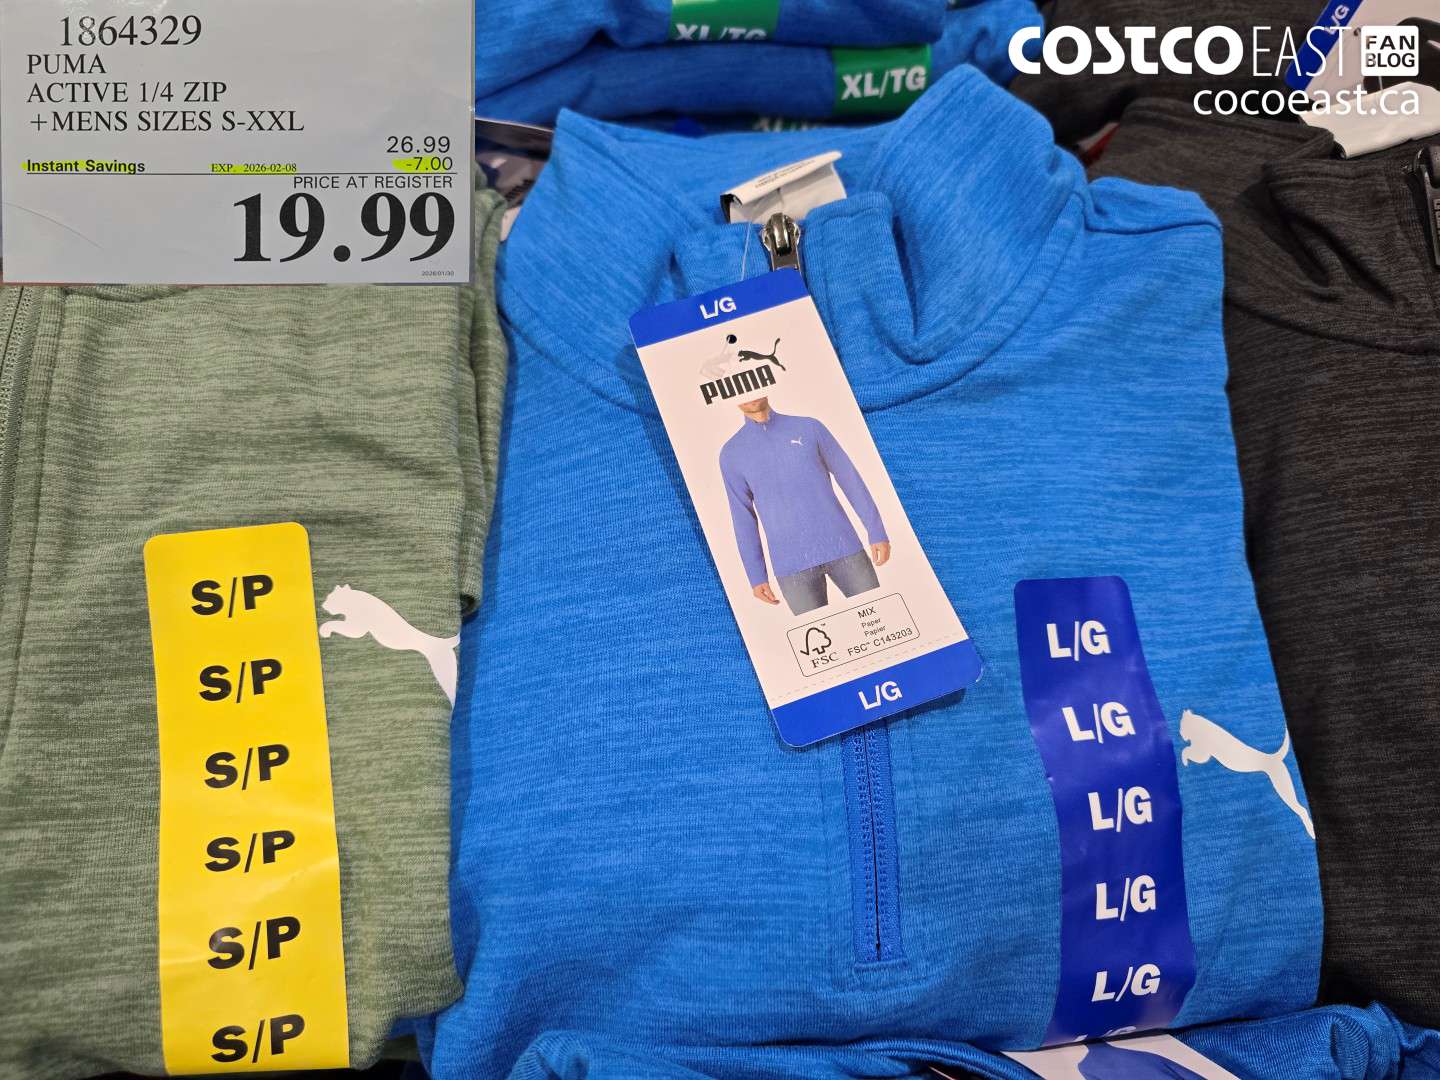 1864329
PUMA
ACTIVE 1/4 ZIP
+MENS SIZES S-XXL
26.99
Instant Savings EXP. 2026-02-08 -7.00
PRICE AT REGISTER
19.99
2026/01/30
XL/TG
XL/TG
L/G
COSTCO EAST FAN BLOG
cocoeast.ca
L/G
PUMA
MIX
Paper
Papier
FSC
FSC™ C143203
L/G
S/P
S/P
S/P
S/P
S/P
S/P
L/G
L/G
L/G
L/G
L/G
L/G